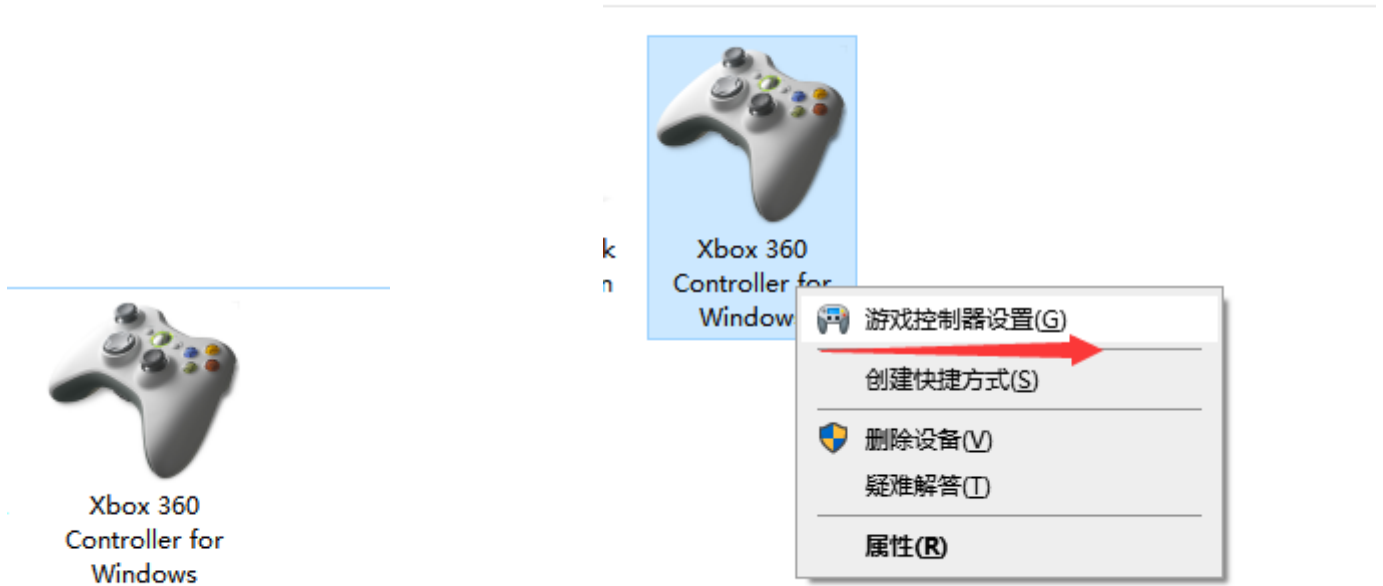 Xbox 360
Controller for
Windows
k
n
Xbox 360
Controller for
Window
游戏控制器设置(G)
创建快捷方式(S)
删除设备(V)
疑难解答(T)
属性(R)